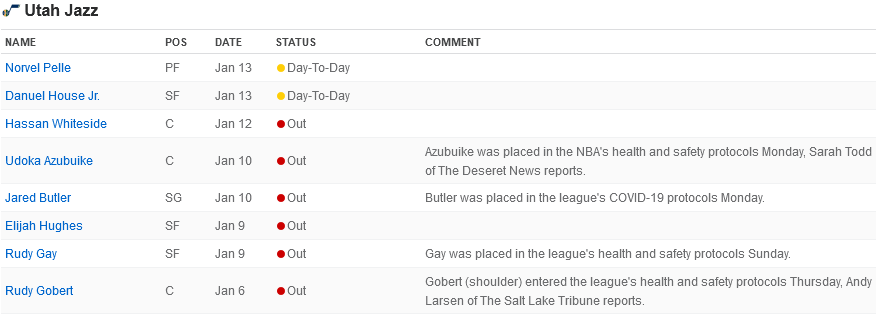 Utah Jazz
NAME POS DATE STATUS COMMENT
Norvel Pelle PF Jan 13 Day-To-Day
Danuel House Jr. SF Jan 13 Day-To-Day
Hassan Whiteside C Jan 12 Out
Azubuike was placed in the NBA's health and safety protocols Monday, Sarah Todd
Udoka Azubuike C Jan 10 Out
of The Deseret News reports.
Jared Butler SG Jan 10 Out Butler was placed in the league's COVID-19 protocols Monday.
Elijah Hughes SF Jan 9 Out
Rudy Gay SF Jan 9 Out Gay was placed in the league's health and safety protocols Sunday.
Gobert (shoulder) entered the league's health and safety protocols Thursday, Andy
Rudy Gobert C Jan 6 Out
Larsen of The Salt Lake Tribune reports.